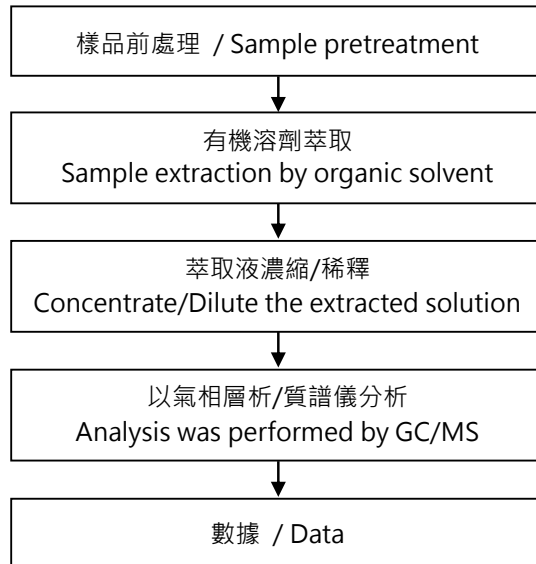 樣品前處理 / Sample pretreatment
有機溶劑萃取
Sample extraction by organic solvent
萃取液濃縮/稀釋
Concentrate/Dilute the extracted solution
以氣相層析/質譜儀分析
Analysis was performed by GC/MS
數據 / Data